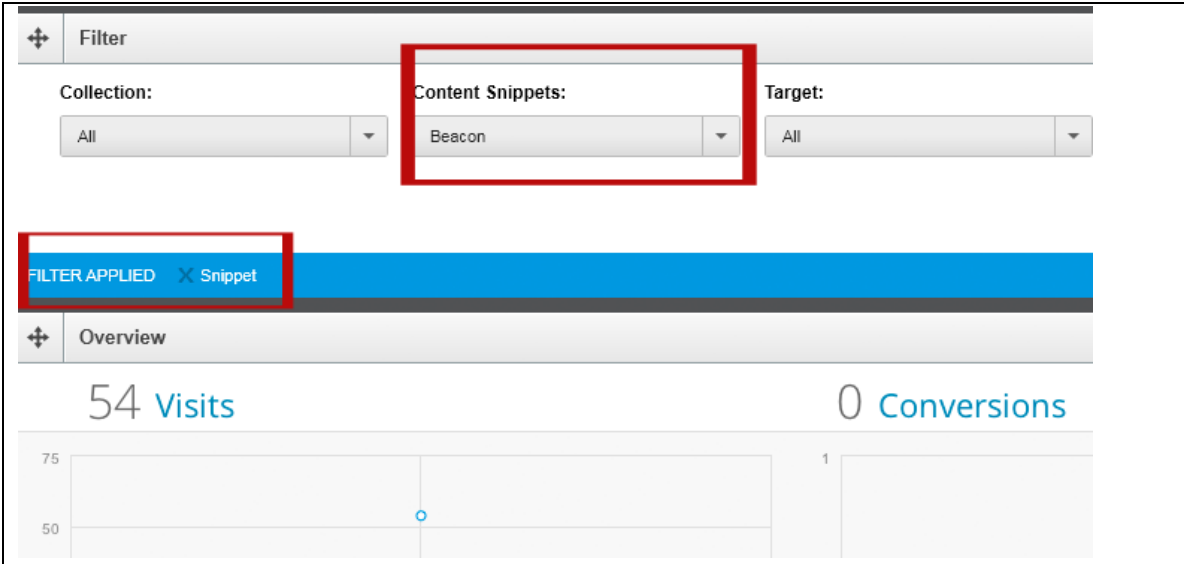 Filter
Collection: Content Snippets: Target:
All Beacon All
FILTER APPLIED X Snippet
Overview
54 Visits 0 Conversions
75 1
50